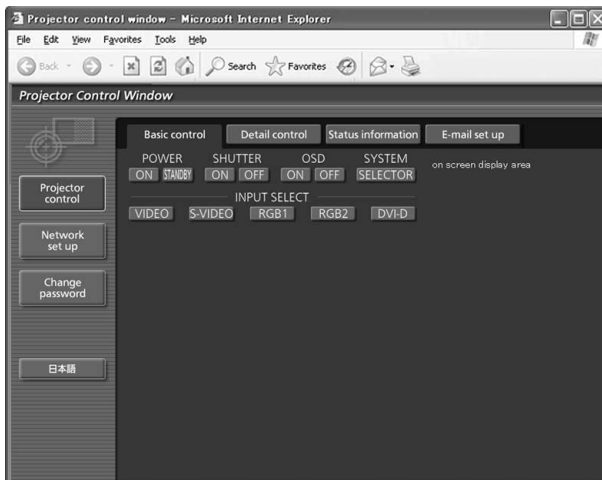 Projector control window - Microsoft Internet Explorer
File Edit View Favorites Tools Help
Back Search Favorites
Projector Control Window
Basic control Detail control Status information E-mail set up
POWER SHUTTER OSD SYSTEM
on screen display area
ON STANDBY ON OFF ON OFF SELECTOR
INPUT SELECT
VIDEO S-VIDEO RGB1 RGB2 DVI-D
Projector
control
Network
set up
Change
password
日本語